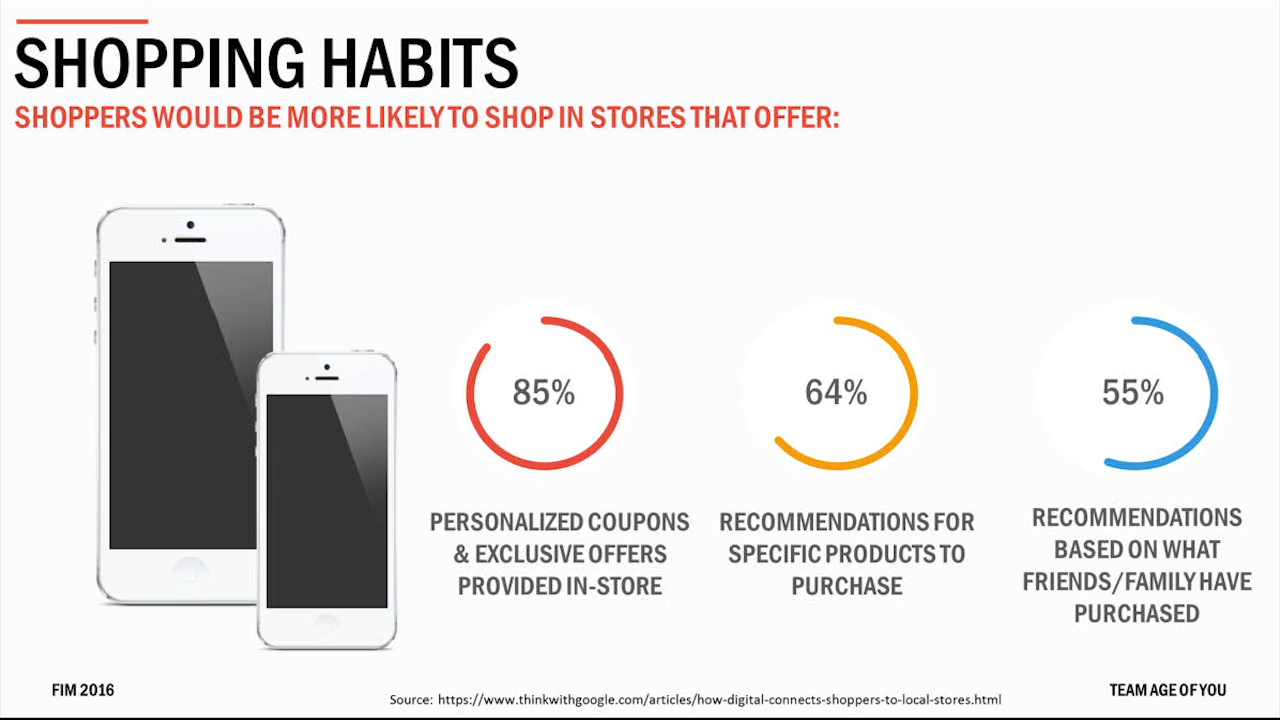 SHOPPING HABITS
SHOPPERS WOULD BE MORE LIKELY TO SHOP IN STORES THAT OFFER:
85%
PERSONALIZED COUPONS
& EXCLUSIVE OFFERS
PROVIDED IN-STORE
64%
RECOMMENDATIONS FOR
SPECIFIC PRODUCTS TO
PURCHASE
55%
RECOMMENDATIONS
BASED ON WHAT
FRIENDS/FAMILY HAVE
PURCHASED
FIM 2016
Source: https://www.thinkwithgoogle.com/articles/how-digital-connects-shoppers-to-local-stores.html
TEAM AGE OF YOU